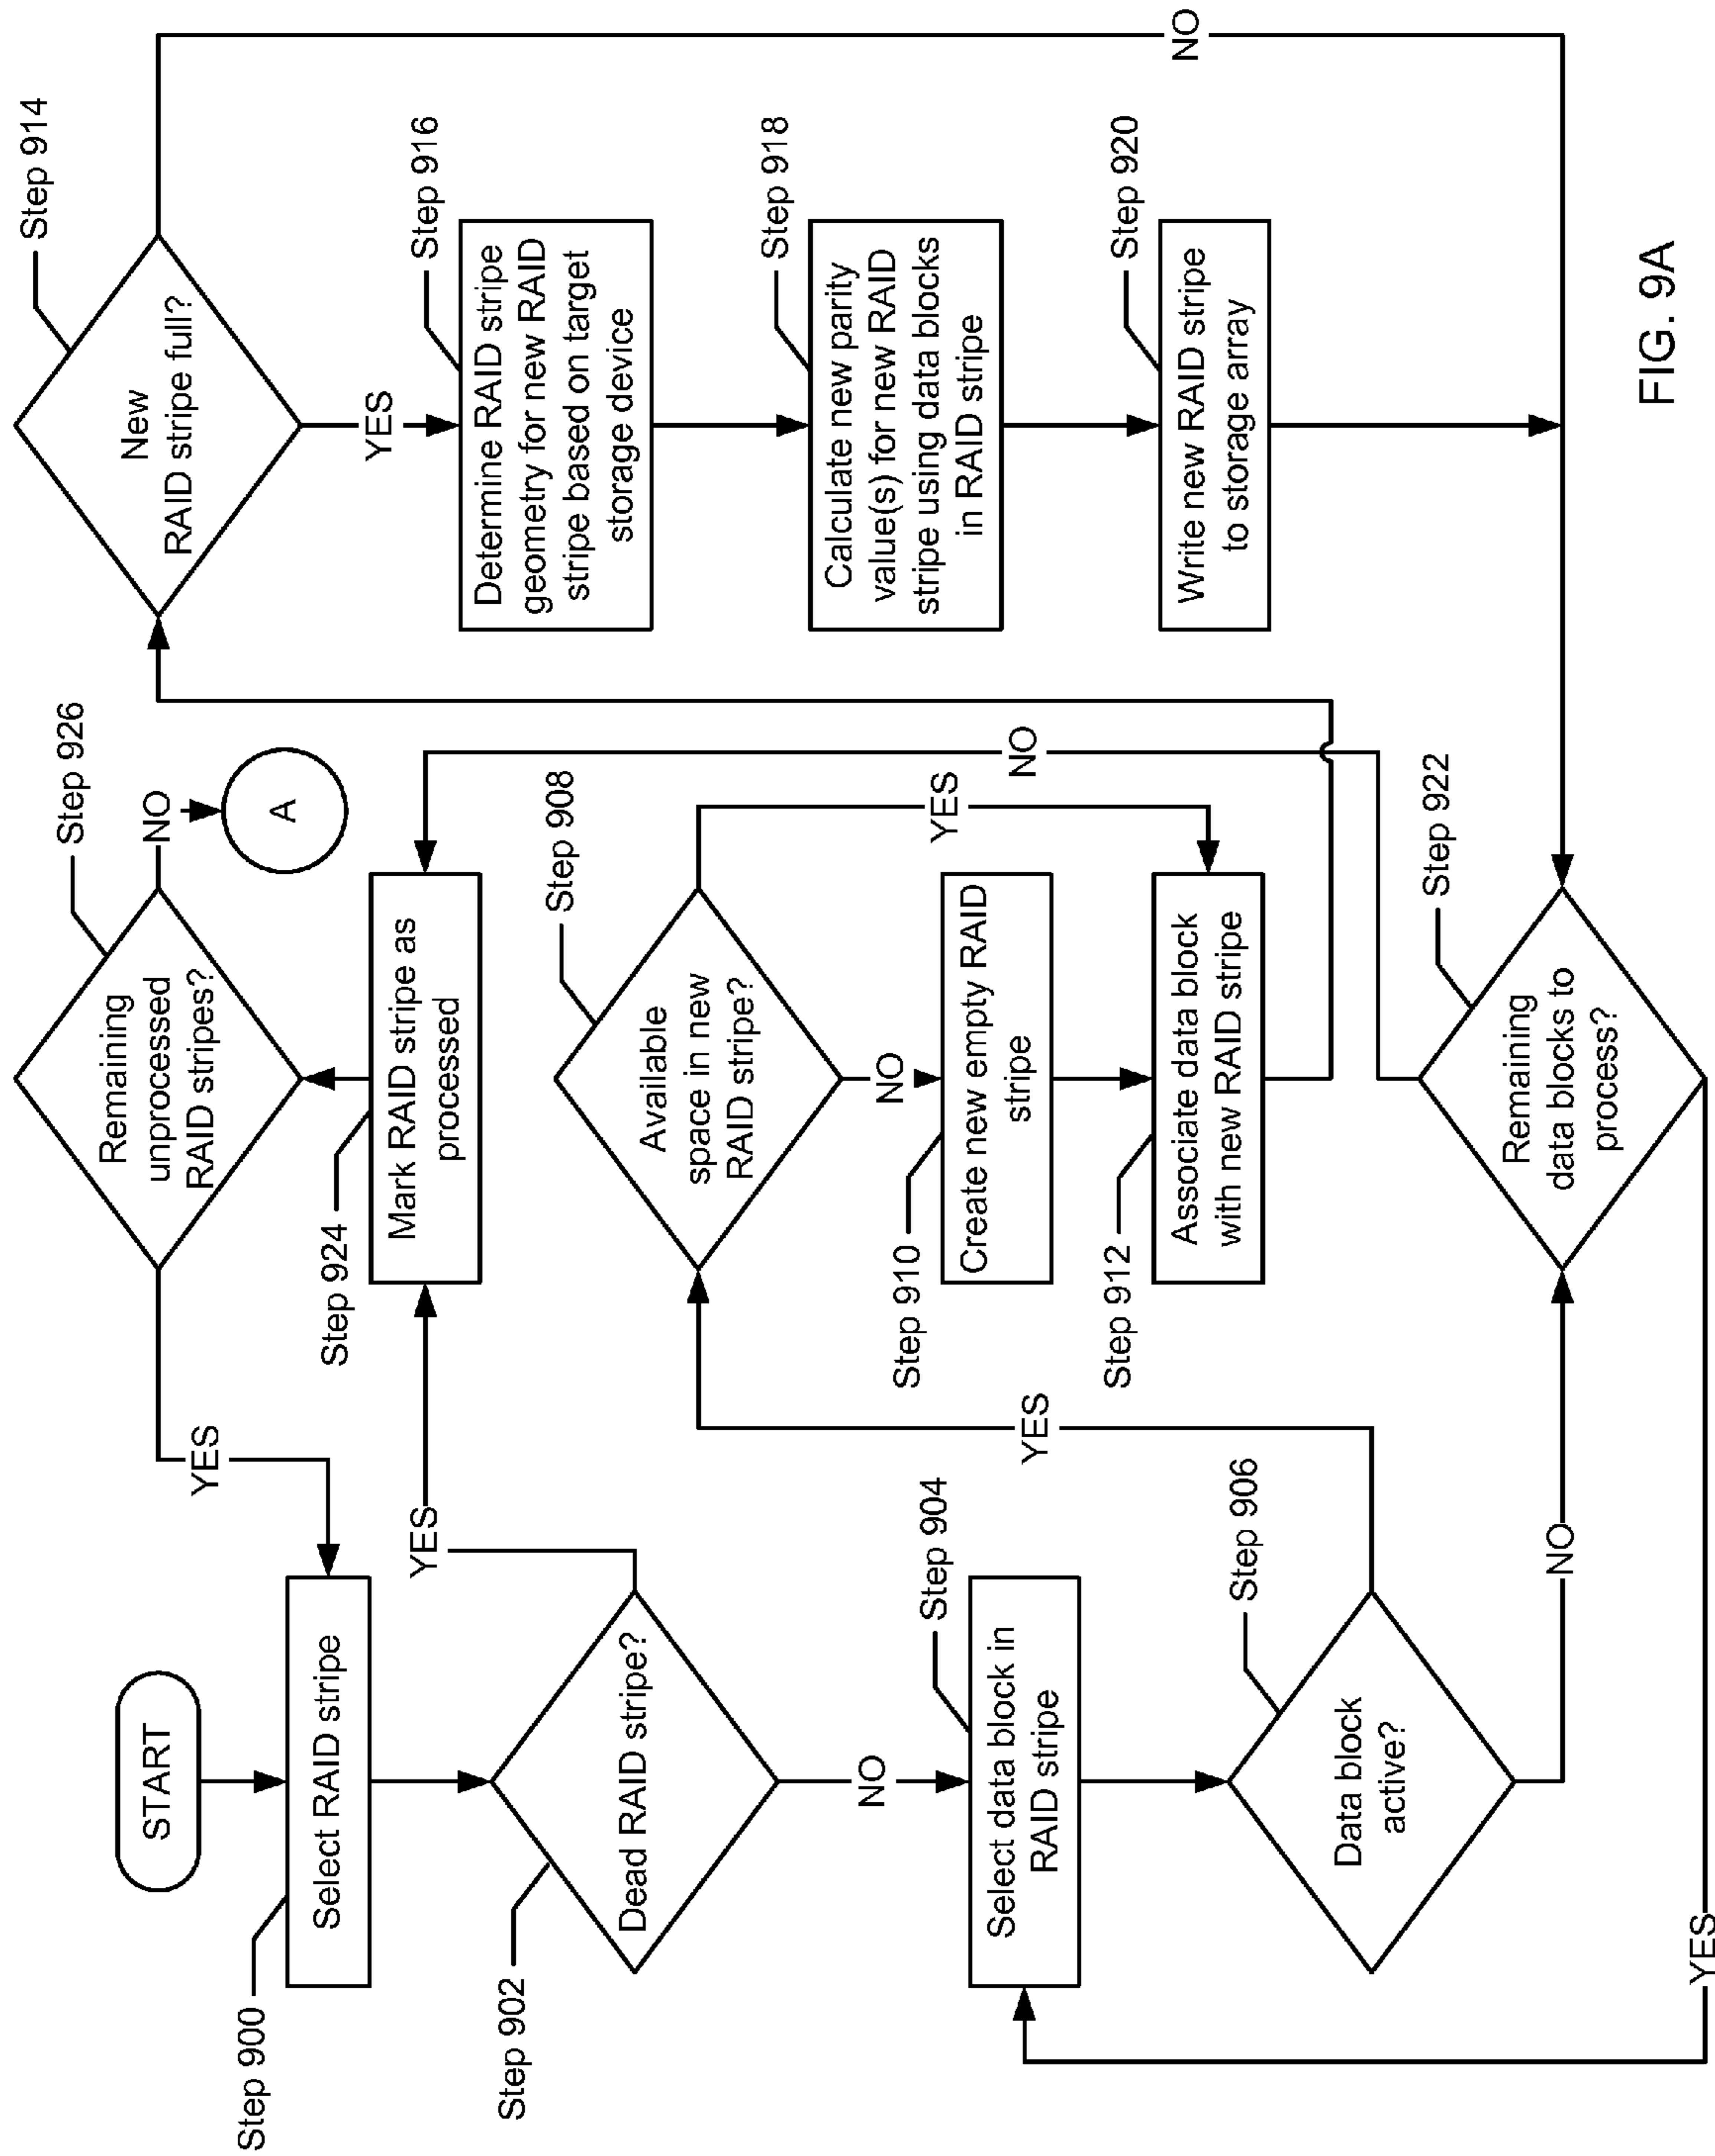 START
Step 900
Select RAID stripe
Step 902
Dead RAID stripe?
YES
NO
Step 904
Select data block in
RAID stripe
Step 906
Data block
active?
YES
NO
Step 926
Remaining
unprocessed
RAID stripes?
YES
NO
A
Step 924
Mark RAID stripe as
processed
Step 908
Available
space in new
RAID stripe?
YES
NO
Step 910
Create new empty RAID
stripe
Step 912
Associate data block
with new RAID stripe
NO
Step 922
Remaining
data blocks to
process?
YES
Step 914
New
RAID stripe full?
YES
NO
Step 916
Determine RAID stripe
geometry for new RAID
stripe based on target
storage device
Step 918
Calculate new parity
value(s) for new RAID
stripe using data blocks
in RAID stripe
Step 920
Write new RAID stripe
to storage array
FIG. 9A